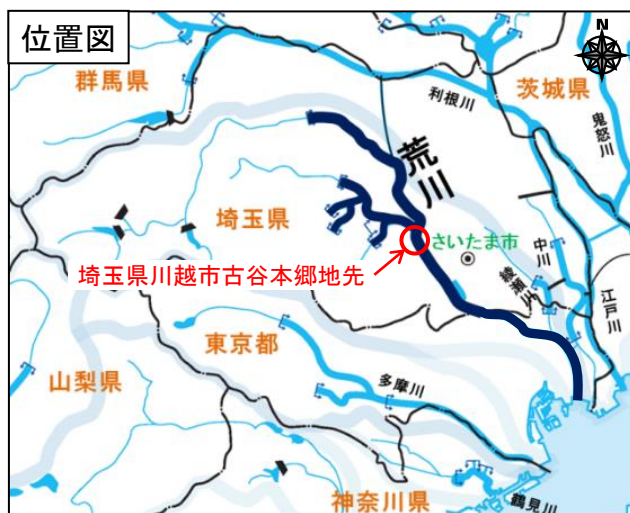 位置図
N
群馬県
利根川
茨城県
鬼怒川
荒川
埼玉県
さいたま市
中川
綾瀬川
埼玉県川越市古谷本郷地先
江戸川
東京都
山梨県
多摩川
神奈川県
鶴見川